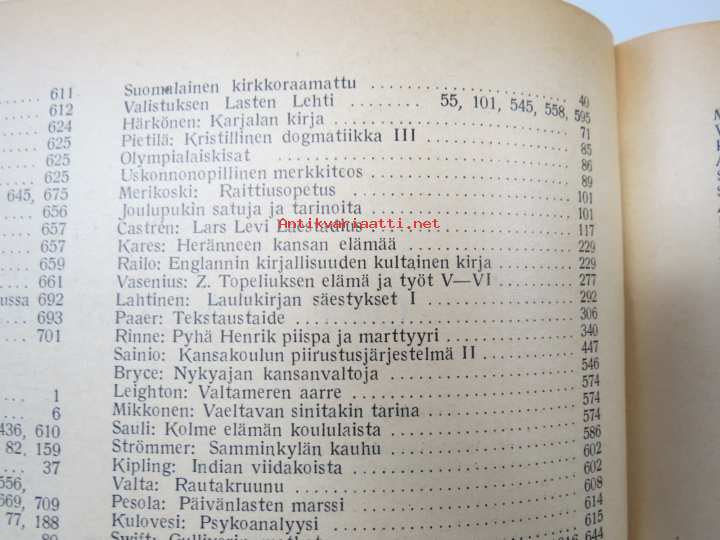 611
612
624
625
625
625
645, 675
656
657
657
659
661
ussa 692
693
701
1
6
436, 610
82, 159
37
556,
669, 709
77, 188
89
Suomalainen kirkkoraamattu 40
Valistuksen Lasten Lehti 55, 101, 545, 558, 595
Härkönen: Karjalan kirja 71
Pietilä: Kristillinen dogmatiikka III 85
Olympialaiskisat 86
Uskonnonopillinen merkkiteos 89
Merikoski: Raittiusopetus 101
Joulupukin satuja ja tarinoita 101
Castrén: Lars Levi Laestadius 117
Kares: Heränneen kansan elämää 229
Railo: Englannin kirjallisuuden kultainen kirja 229
Vasenius: Z. Topeliuksen elämä ja työt V—VI 277
Lahtinen: Laulukirjan säestykset I 292
Paaer: Tekstaustaide 306
Rinne: Pyhä Henrik piispa ja marttyyri 340
Sainio: Kansakoulun piirustusjärjestelmä II 447
Bryce: Nykyajan kansanvaltoja 546
Leighton: Valtameren aarre 574
Mikkonen: Vaeltavan sinitakin tarina 574
Sauli: Kolme elämän koululaista 574
Strömmer: Samminkylän kauhu 586
Kipling: Indian viidakoista 602
Valta: Rautakruunu 602
Pesola: Päivänlasten marssi 608
Kulovesi: Psykoanalyysi 614
Swift: Gulliverin 615
616, 644
Antikvariaatti.net